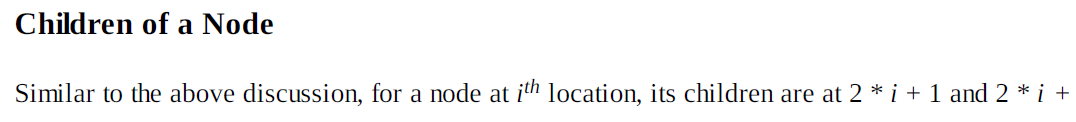 Children of a Node
Similar to the above discussion, for a node at iᵗʰ location, its children are at 2 * i + 1 and 2 * i +